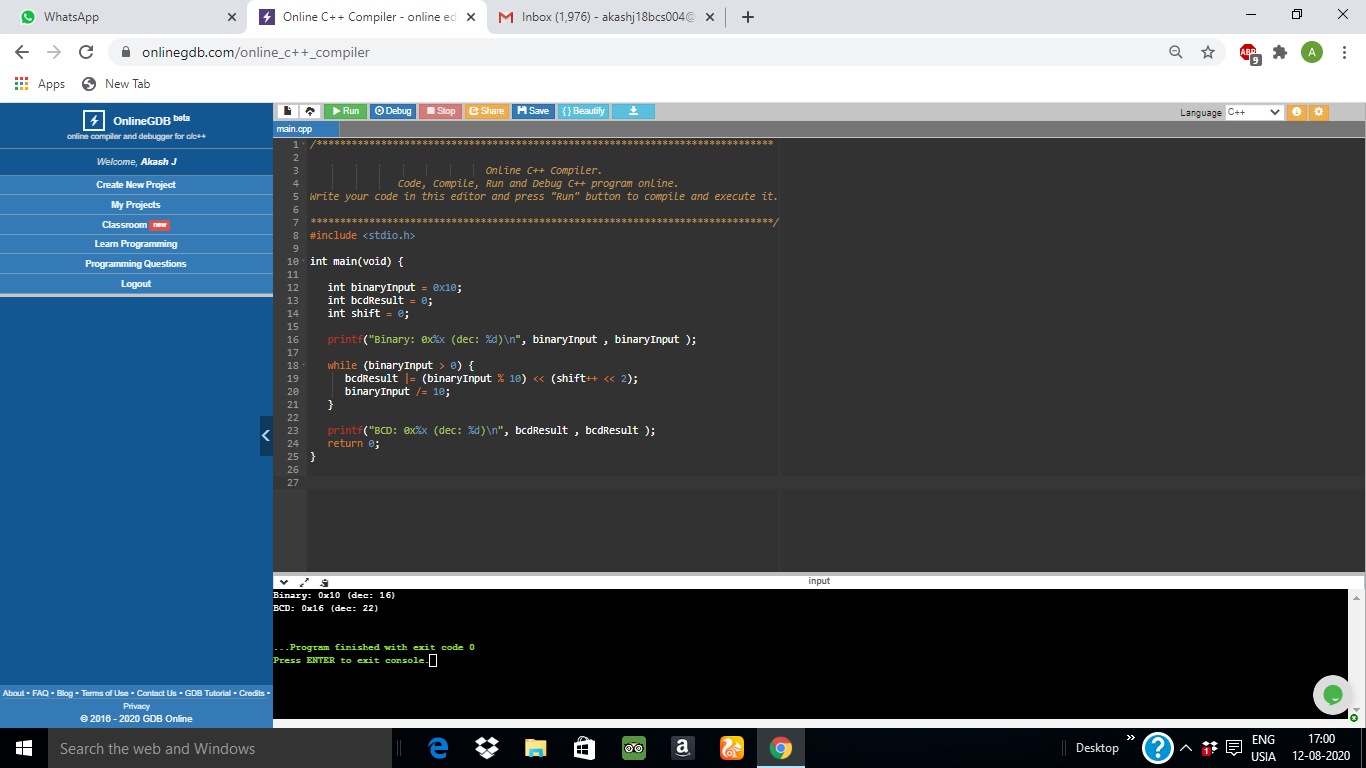 WhatsApp
Online C++ Compiler - online ed
Inbox (1,976) - akashj18bcs004@
onlinegdb.com/online_c++_compiler
ABP
9
A
Apps
New Tab
OnlineGDB beta
online compiler and debugger for c/c++
Welcome, Akash J
Create New Project
My Projects
Classroom new
Learn Programming
Programming Questions
Logout
About • FAQ • Blog • Terms of Use • Contact Us • GDB Tutorial • Credits •
Privacy
© 2016 - 2020 GDB Online
Run Debug Stop Share Save {} Beautify
Language C++
main.cpp
1 /******************************************************************************
2
3 Online C++ Compiler.
4 Code, Compile, Run and Debug C++ program online.
5 Write your code in this editor and press "Run" button to compile and execute it.
6
7 *******************************************************************************/
8 #include <stdio.h>
9
10 int main(void) {
11
12 int binaryInput = 0x10;
13 int bcdResult = 0;
14 int shift = 0;
15
16 printf("Binary: 0x%x (dec: %d)\n", binaryInput , binaryInput );
17
18 while (binaryInput > 0) {
19 bcdResult |= (binaryInput % 10) << (shift++ << 2);
20 binaryInput /= 10;
21 }
22
23 printf("BCD: 0x%x (dec: %d)\n", bcdResult , bcdResult );
24 return 0;
25 }
26
27
input
Binary: 0x10 (dec: 16)
BCD: 0x16 (dec: 22)
...Program finished with exit code 0
Press ENTER to exit console.
Search the web and Windows
Desktop
ENG
USIA
17:00
12-08-2020